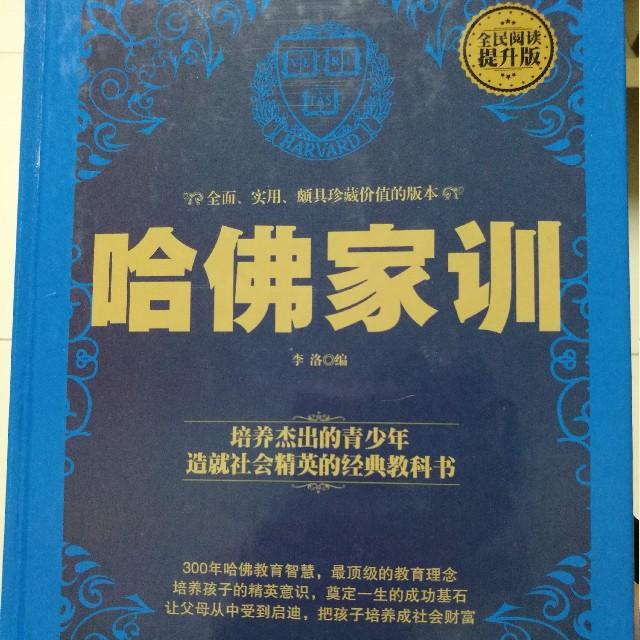 全民阅读
提升版
HARVARD
全面、实用、颇具珍藏价值的版本
哈佛家训
李 洛◎编
培养杰出的青少年
造就社会精英的经典教科书
300年哈佛教育智慧，最顶级的教育理念
培养孩子的精英意识，奠定一生的成功基石
让父母从中受到启迪，把孩子培养成社会财富